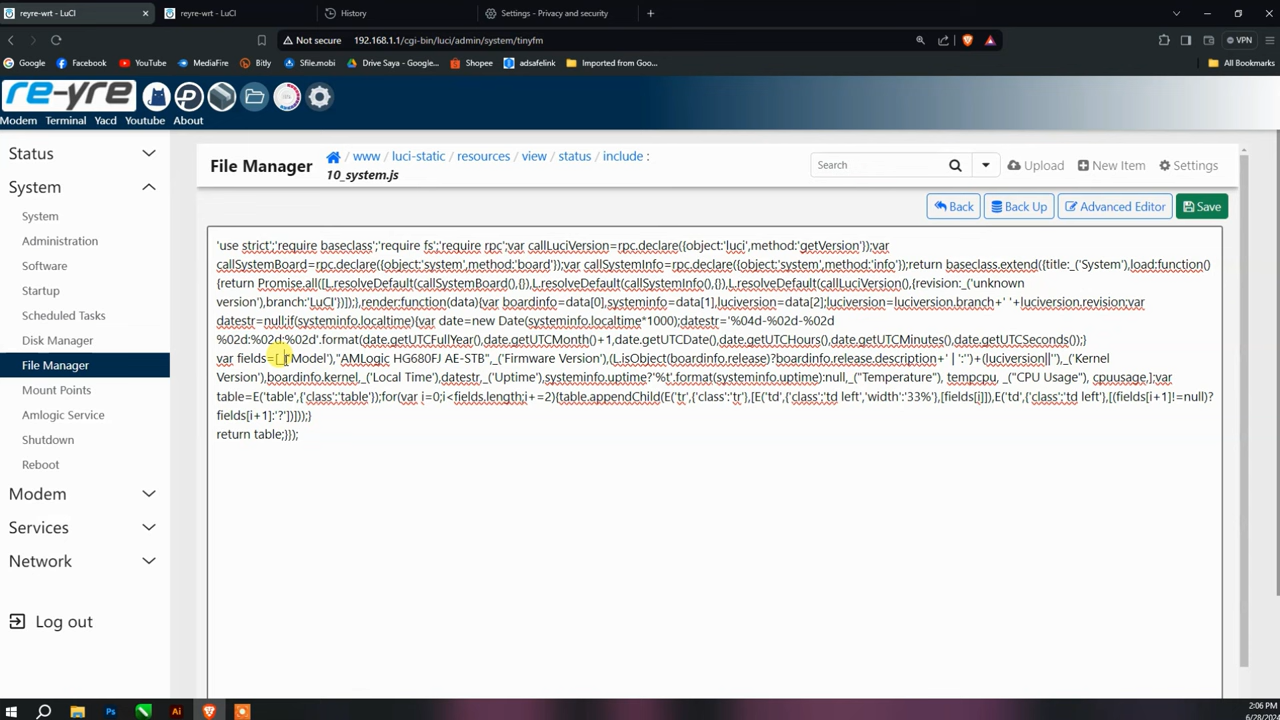 reyre-wrt - LuCI
reyre-wrt - LuCI
History
Settings - Privacy and security
Not secure
192.168.1.1/cgi-bin/luci/admin/system/tinyfm
VPN
Google
Facebook
YouTube
MediaFire
Bitly
Sfile.mobi
Drive Saya - Google...
Shopee
adsafelink
Imported from Goo...
All Bookmarks
re-yre
Modem
Terminal
Yacd
Youtube
About
Status
System
System
Administration
Software
Startup
Scheduled Tasks
Disk Manager
File Manager
Mount Points
Amlogic Service
Shutdown
Reboot
Modem
Services
Network
Log out
File Manager
/ www / luci-static / resources / view / status / include :
10_system.js
Search
Upload
New Item
Settings
Back
Back Up
Advanced Editor
Save
'use strict';'require baseclass';'require fs';'require rpc';var callLuciVersion=rpc.declare({object:'luci',method:'getVersion'});var
callSystemBoard=rpc.declare({object:'system',method:'board'});var callSystemInfo=rpc.declare({object:'system',method:'info'});return baseclass.extend({title:_('System'),load:function()
{return Promise.all([L.resolveDefault(callSystemBoard(),{}),L.resolveDefault(callSystemInfo(),{}),L.resolveDefault(callLuciVersion(),{revision:_('unknown
version'),branch:'LuCI'})]);},render:function(data){var boardinfo=data[0],systeminfo=data[1],luciversion=data[2];luciversion=luciversion.branch+' '+luciversion.revision;var
datestr=null;if(systeminfo.localtime){var date=new Date(systeminfo.localtime*1000);datestr='%04d-%02d-%02d
%02d:%02d:%02d'.format(date.getUTCFullYear(),date.getUTCMonth()+1,date.getUTCDate(),date.getUTCHours(),date.getUTCMinutes(),date.getUTCSeconds());}
var fields=[_('Model'),"AMLogic HG680FJ AE-STB",_('Firmware Version'),(L.isObject(boardinfo.release)?boardinfo.release.description+' | ':'')+(luciversion||''),_('Kernel
Version'),boardinfo.kernel,_('Local Time'),datestr,_('Uptime'),systeminfo.uptime?'%t'.format(systeminfo.uptime):null,_("Temperature"), tempcpu, _("CPU Usage"), cpuusage,];var
table=E('table',{'class':'table'});for(var i=0;i<fields.length;i+=2){table.appendChild(E('tr',{'class':'tr'},[E('td',{'class':'td left','width':'33%'},[fields[i]]),E('td',{'class':'td left'},[(fields[i+1]!=null)?
fields[i+1]:'?'])]));}
return table;}});
2:06 PM